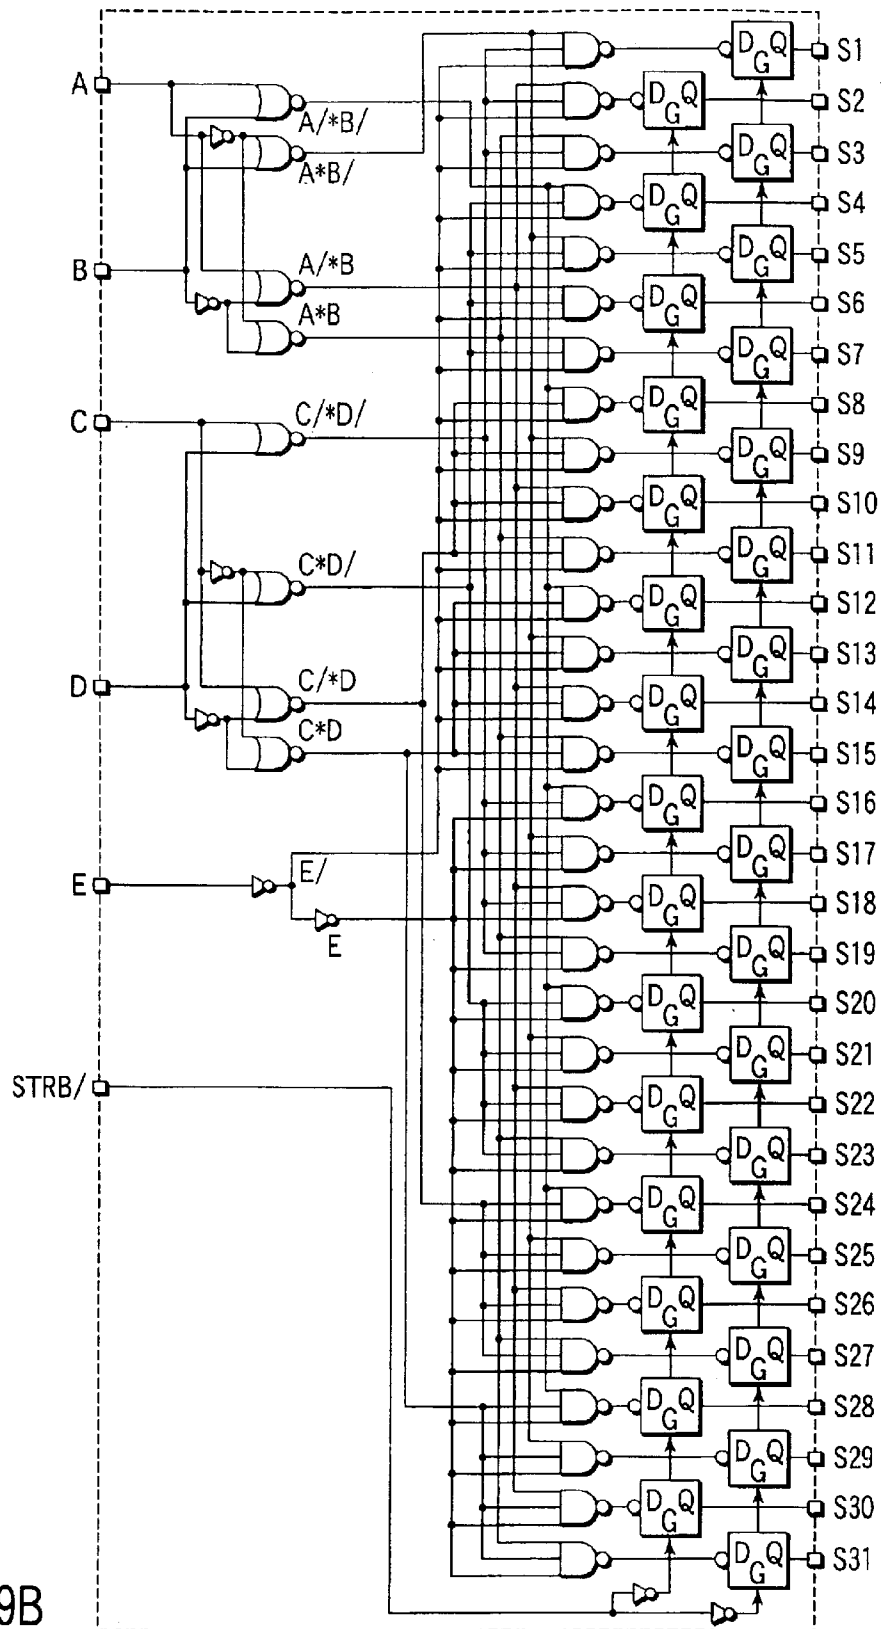 D Q G S1
A
D Q G S2
A/*B/
A*B/
D Q G S3
D Q G S4
D Q G S5
B
A/*B
D Q G S6
A*B
D Q G S7
D Q G S8
C
C/*D/
D Q G S9
D Q G S10
D Q G S11
C*D/
D Q G S12
D Q G S13
D
C/*D
D Q G S14
C*D
D Q G S15
D Q G S16
D Q G S17
E
E/
D Q G S18
E
D Q G S19
D Q G S20
D Q G S21
STRB/
D Q G S22
D Q G S23
D Q G S24
D Q G S25
D Q G S26
D Q G S27
D Q G S28
D Q G S29
D Q G S30
D Q G S31
9B